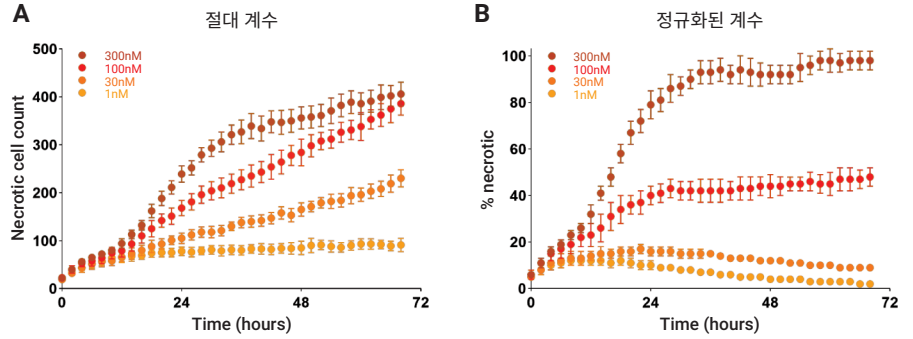 A
절대 계수
500
400
300
200
100
0
Necrotic cell count
300nM
100nM
30nM
1nM
0
24
48
72
Time (hours)
B
정규화된 계수
100
80
60
40
20
0
% necrotic
300nM
100nM
30nM
1nM
0
24
48
72
Time (hours)